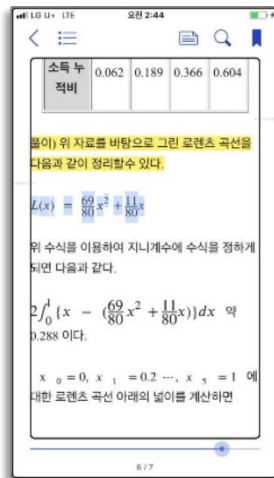 LG U+ LTE 오전 2:44
소득 누 0.062 0.189 0.366 0.604
적비
풀이) 위 자료를 바탕으로 그린 로렌츠 곡선을
다음과 같이 정리할수 있다.
L(x) = 69/80 x² + 11/80 x
위 수식을 이용하여 지니계수에 수식을 정하게
되면 다음과 같다.
2∫₀¹ {x − (69/80 x² + 11/80 x)}dx 약
0.288 이다.
x ₀ = 0, x ₁ = 0.2 ⋯, x ₅ = 1 에
대한 로렌츠 곡선 아래의 넓이를 계산하면
6 / 7